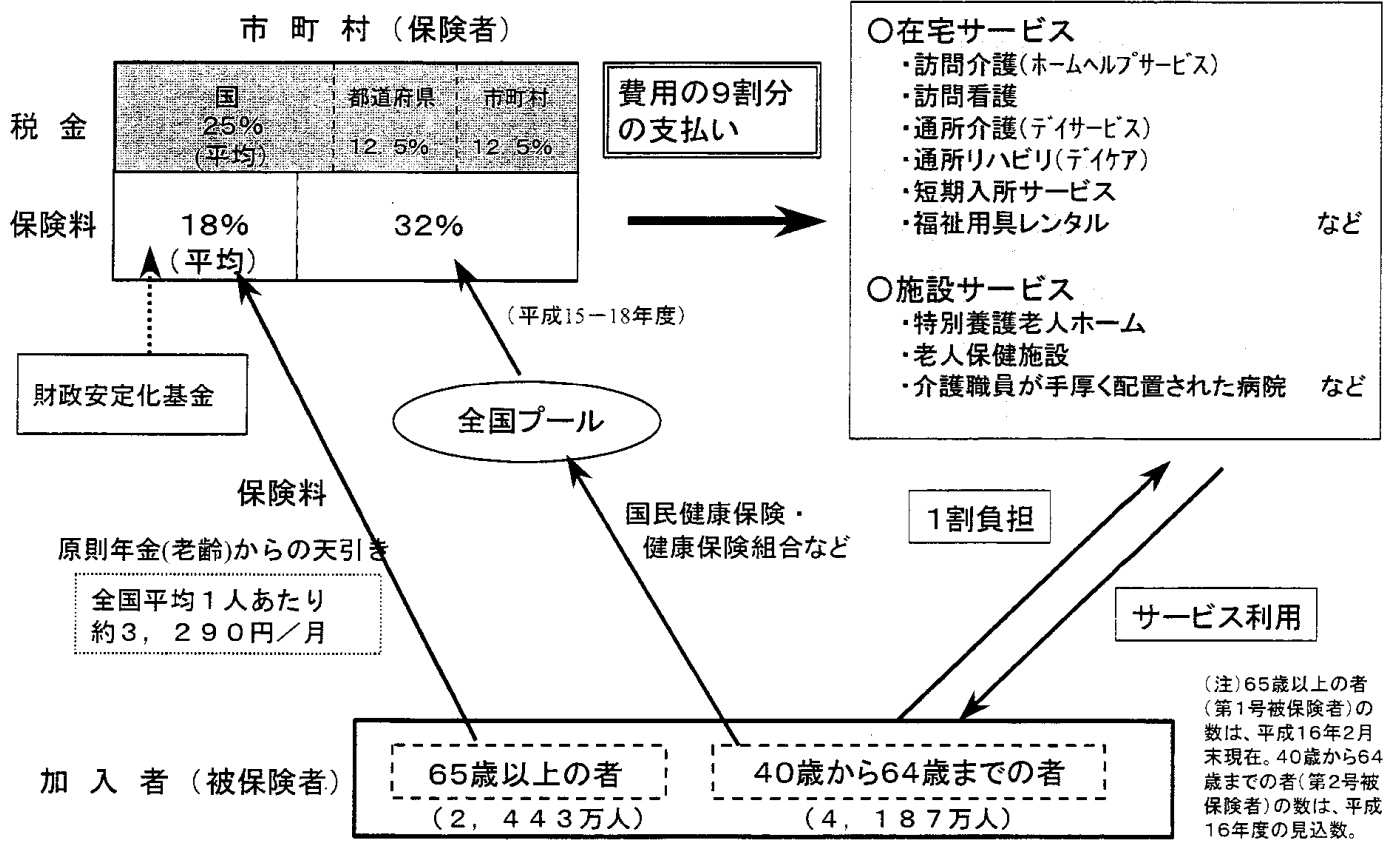 市 町 村（保険者）
税 金
国
25%
(平均)
都道府県
12．5%
市町村
12．5%
保険料
18%
（平均）
32%
費用の9割分
の支払い
○在宅サービス
・訪問介護(ホームヘルプサービス)
・訪問看護
・通所介護(デイサービス)
・通所リハビリ(デイケア)
・短期入所サービス
・福祉用具レンタル　など
○施設サービス
・特別養護老人ホーム
・老人保健施設
・介護職員が手厚く配置された病院　など
（平成15－18年度）
財政安定化基金
全国プール
保険料
原則年金(老齢)からの天引き
全国平均１人あたり
約３，２９０円／月
国民健康保険・
健康保険組合など
１割負担
サービス利用
加 入 者（被保険者）
65歳以上の者
（２，４４３万人）
40歳から64歳までの者
（４，１８７万人）
（注）65歳以上の者
（第１号被保険者）の
数は、平成16年2月
末現在。40歳から64
歳までの者（第2号被
保険者）の数は、平成
16年度の見込数。